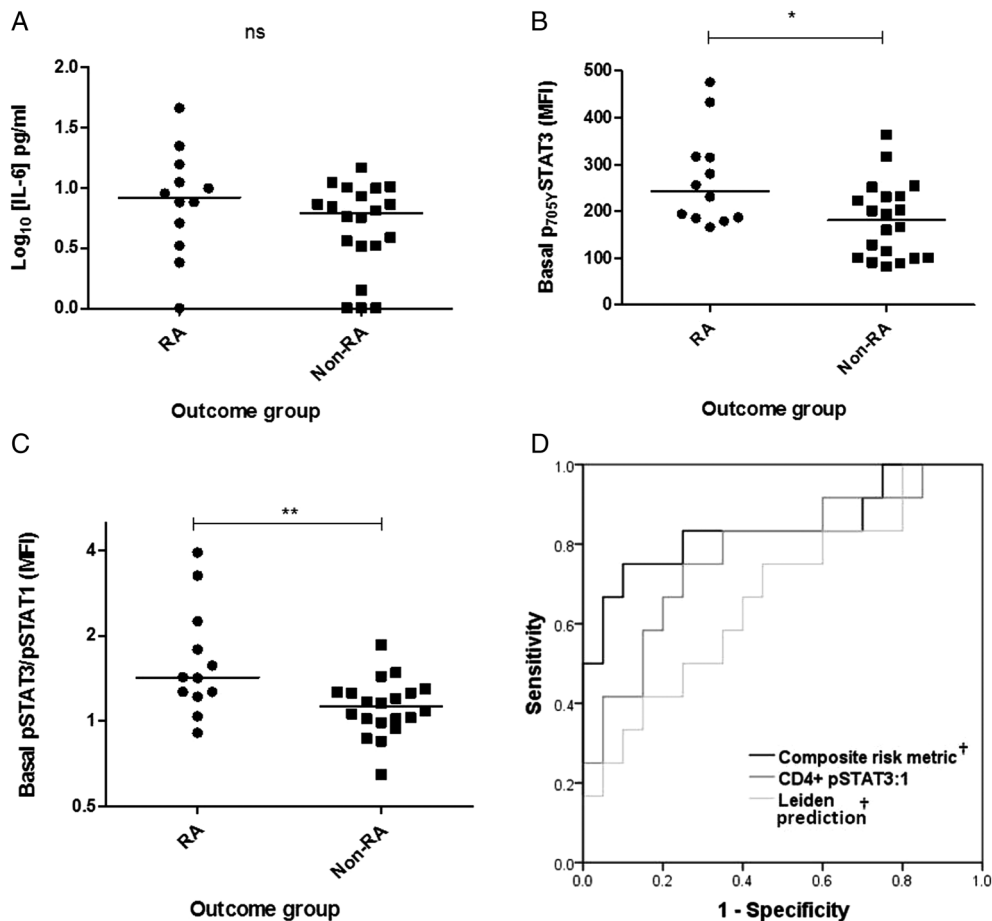 A
ns
2.0
1.5
1.0
0.5
0.0
Log10 [IL-6] pg/ml
RA
Non-RA
Outcome group
B
*
500
400
300
200
100
0
Basal p705YSTAT3 (MFI)
RA
Non-RA
Outcome group
C
**
4
2
1
0.5
Basal pSTAT3/pSTAT1 (MFI)
RA
Non-RA
Outcome group
D
1.0
0.8
0.6
0.4
0.2
0.0
Sensitivity
Composite risk metric†
CD4+ pSTAT3:1
Leiden
prediction†
0.0 0.2 0.4 0.6 0.8 1.0
1 - Specificity